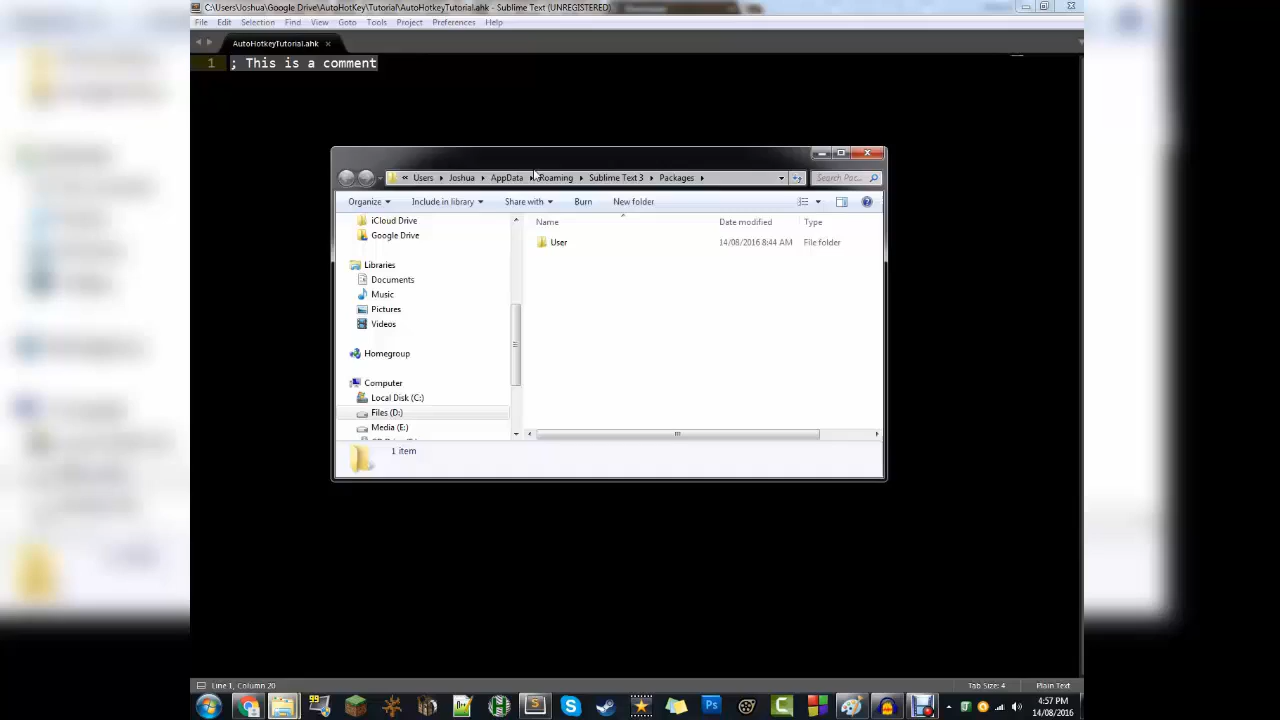 C:\Users\Joshua\Google Drive\AutoHotKey\Tutorial\AutoHotkeyTutorial.ahk - Sublime Text (UNREGISTERED)
File Edit Selection Find View Goto Tools Project Preferences Help
AutoHotkeyTutorial.ahk ×
1 ; This is a comment
« Users Joshua AppData Roaming Sublime Text 3 Packages Search Pac...
Organize Include in library Share with Burn New folder
Name Date modified Type
iCloud Drive
Google Drive
User 14/08/2016 8:44 AM File folder
Libraries
Documents
Music
Pictures
Videos
Homegroup
Computer
Local Disk (C:)
Files (D:)
Media (E:)
1 item
Line 1, Column 20 Tab Size: 4 Plain Text
99
Ps
4:57 PM
14/08/2016